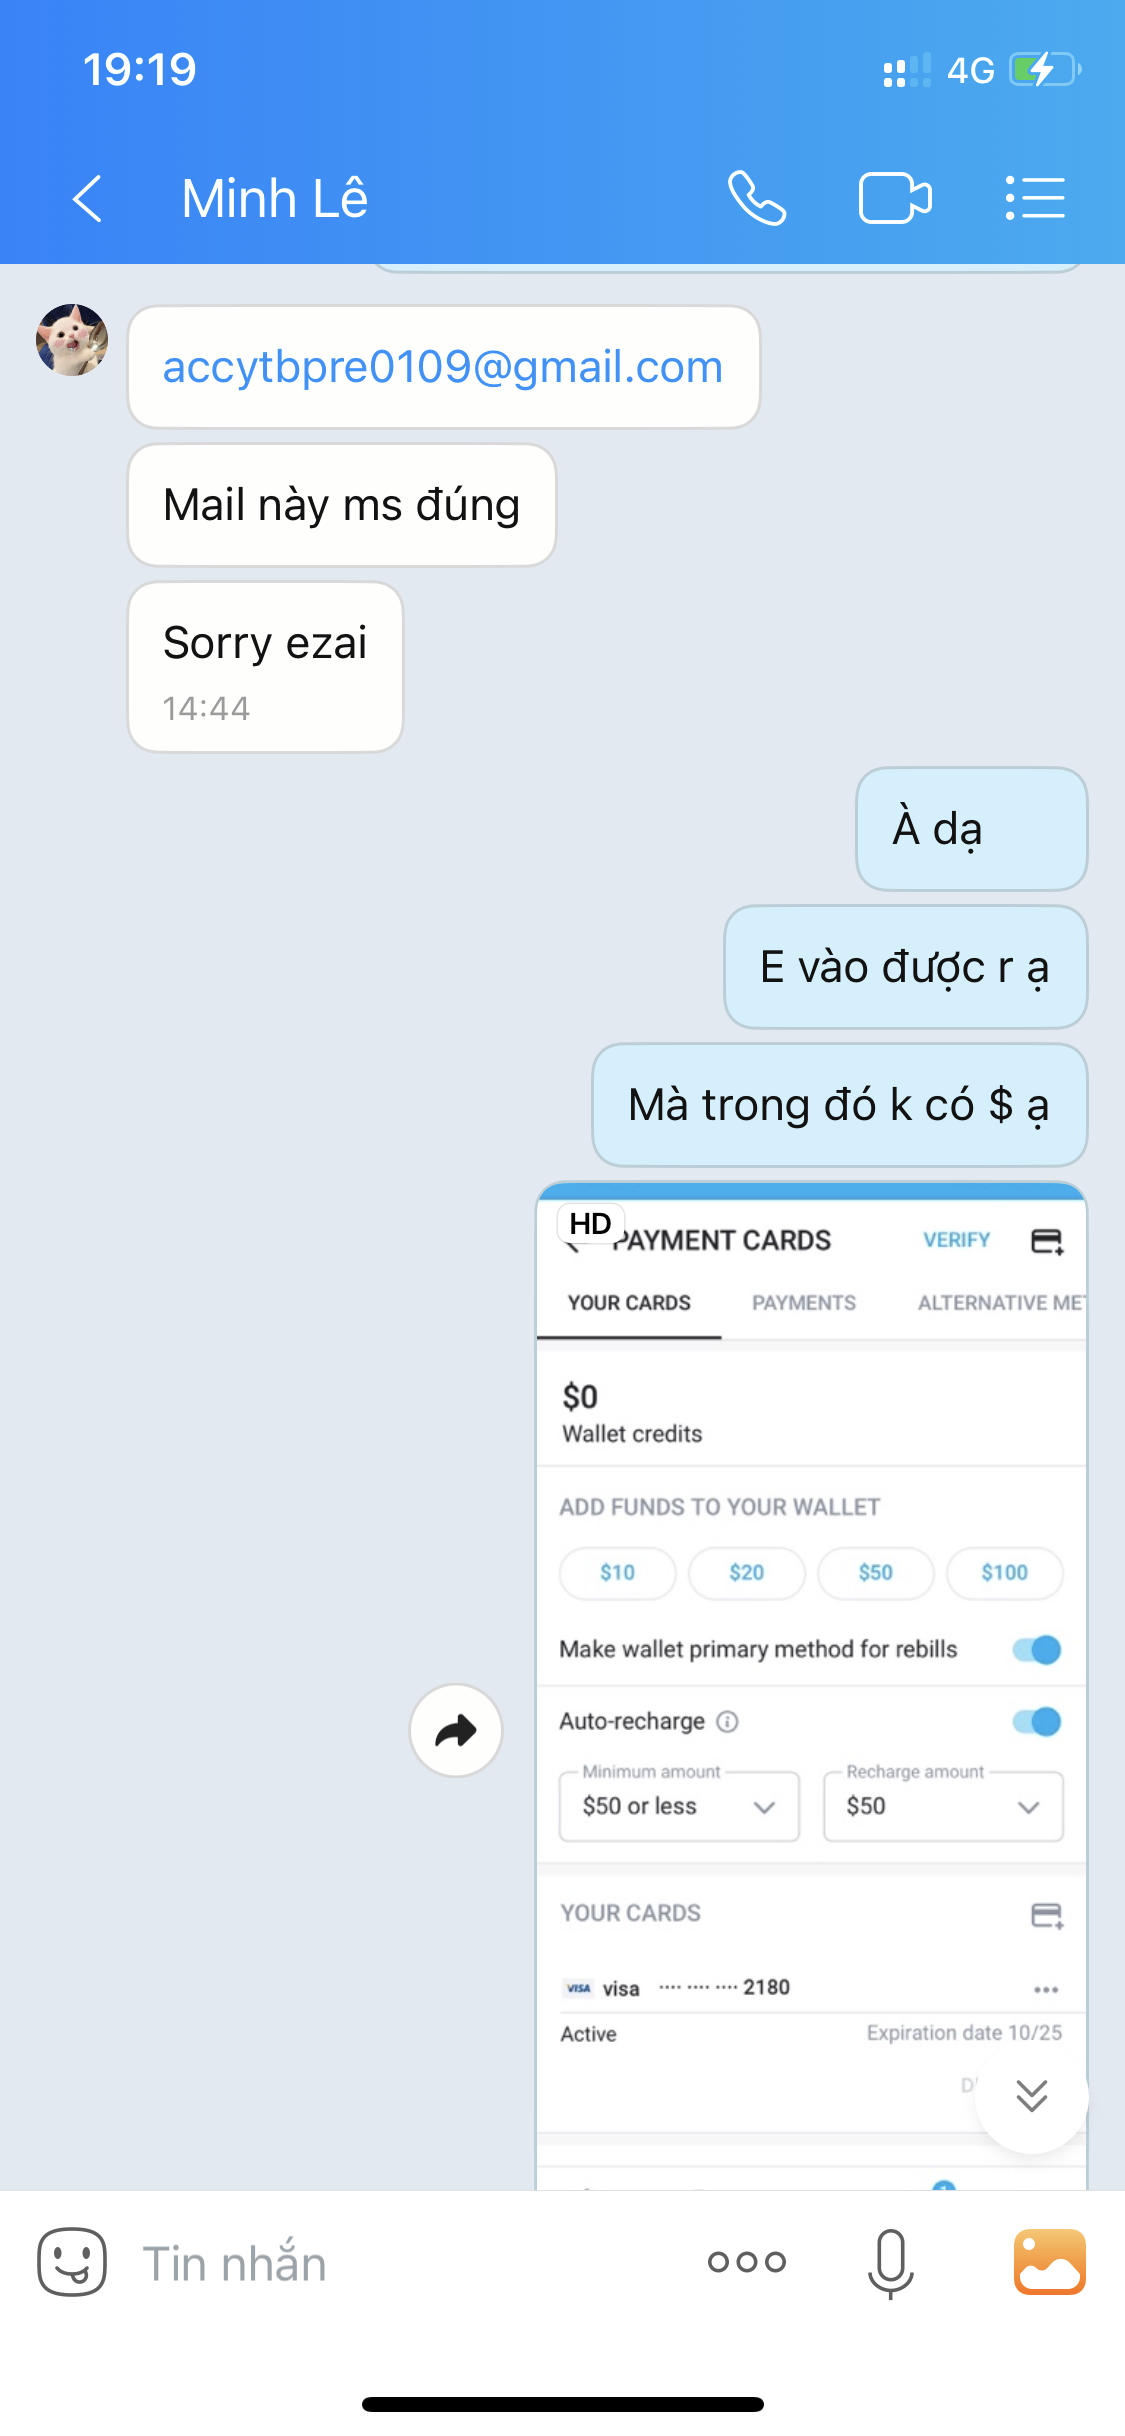 19:19
4G
Minh Lê
accytbpre0109@gmail.com
Mail này ms đúng
Sorry ezai
14:44
À dạ
E vào được r ạ
Mà trong đó k có $ ạ
HD
PAYMENT CARDS
VERIFY
YOUR CARDS
PAYMENTS
ALTERNATIVE ME
$0
Wallet credits
ADD FUNDS TO YOUR WALLET
$10
$20
$50
$100
Make wallet primary method for rebills
Auto-recharge
Minimum amount
$50 or less
Recharge amount
$50
YOUR CARDS
VISA visa ···· ···· ···· 2180
Active
Expiration date 10/25
Tin nhắn